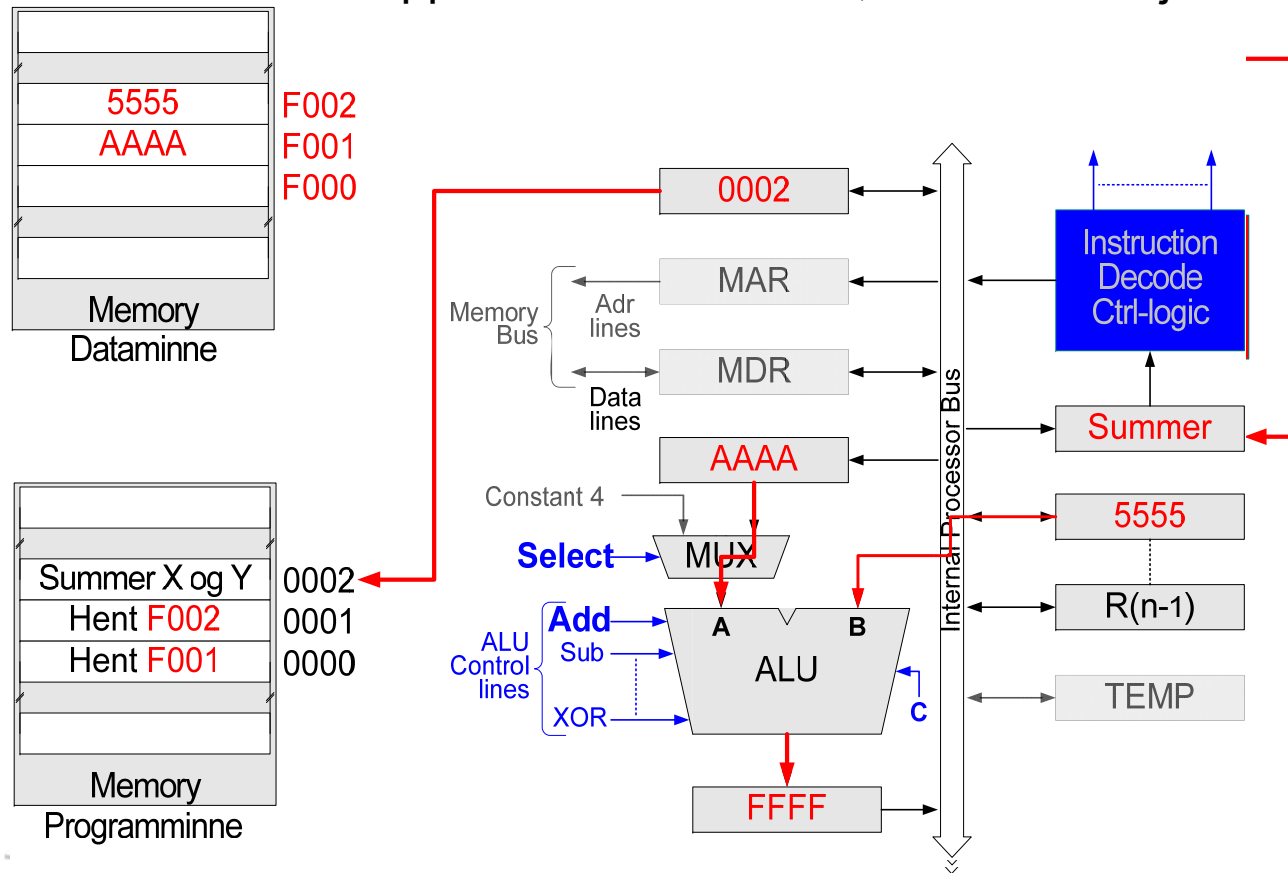 5555 F002
AAAA F001
F000
Memory
Dataminne
0002
MAR
Memory
Bus
Adr
lines
MDR
Data
lines
AAAA
Constant 4
Select
MUX
ALU
Control
lines
Add
Sub
XOR
A
B
ALU
C
FFFF
Internal Processor Bus
Instruction
Decode
Ctrl-logic
Summer
5555
R(n-1)
TEMP
Summer X og Y 0002
Hent F002 0001
Hent F001 0000
Memory
Programminne